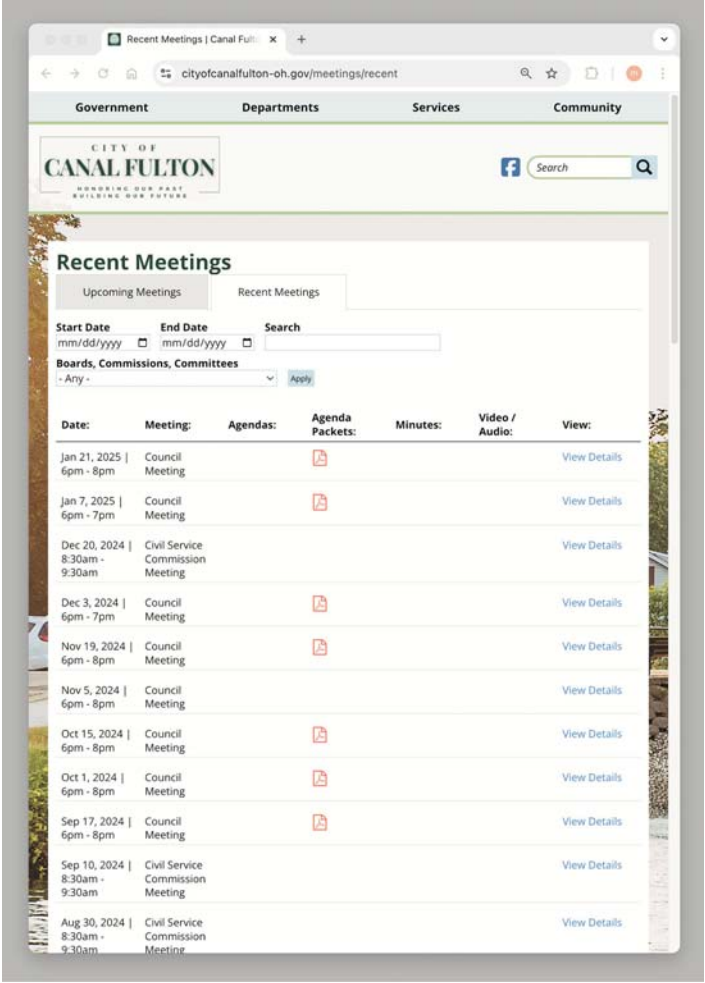 Recent Meetings | Canal Fult
cityofcanalfulton-oh.gov/meetings/recent
Government Departments Services Community
CITY OF
CANAL FULTON
HONORING OUR PAST
BUILDING OUR FUTURE
Search
Recent Meetings
Upcoming Meetings Recent Meetings
Start Date End Date Search
mm/dd/yyyy mm/dd/yyyy
Boards, Commissions, Committees
- Any - Apply
Date: Meeting: Agendas: Agenda Packets: Minutes: Video / Audio: View:
Jan 21, 2025 | Council View Details
6pm - 8pm Meeting
Jan 7, 2025 | Council View Details
6pm - 7pm Meeting
Dec 20, 2024 | Civil Service View Details
8:30am - Commission
9:30am Meeting
Dec 3, 2024 | Council View Details
6pm - 7pm Meeting
Nov 19, 2024 | Council View Details
6pm - 8pm Meeting
Nov 5, 2024 | Council View Details
6pm - 8pm Meeting
Oct 15, 2024 | Council View Details
6pm - 8pm Meeting
Oct 1, 2024 | Council View Details
6pm - 8pm Meeting
Sep 17, 2024 | Council View Details
6pm - 8pm Meeting
Sep 10, 2024 | Civil Service View Details
8:30am - Commission
9:30am Meeting
Aug 30, 2024 | Civil Service View Details
8:30am - Commission
9:30am Meeting